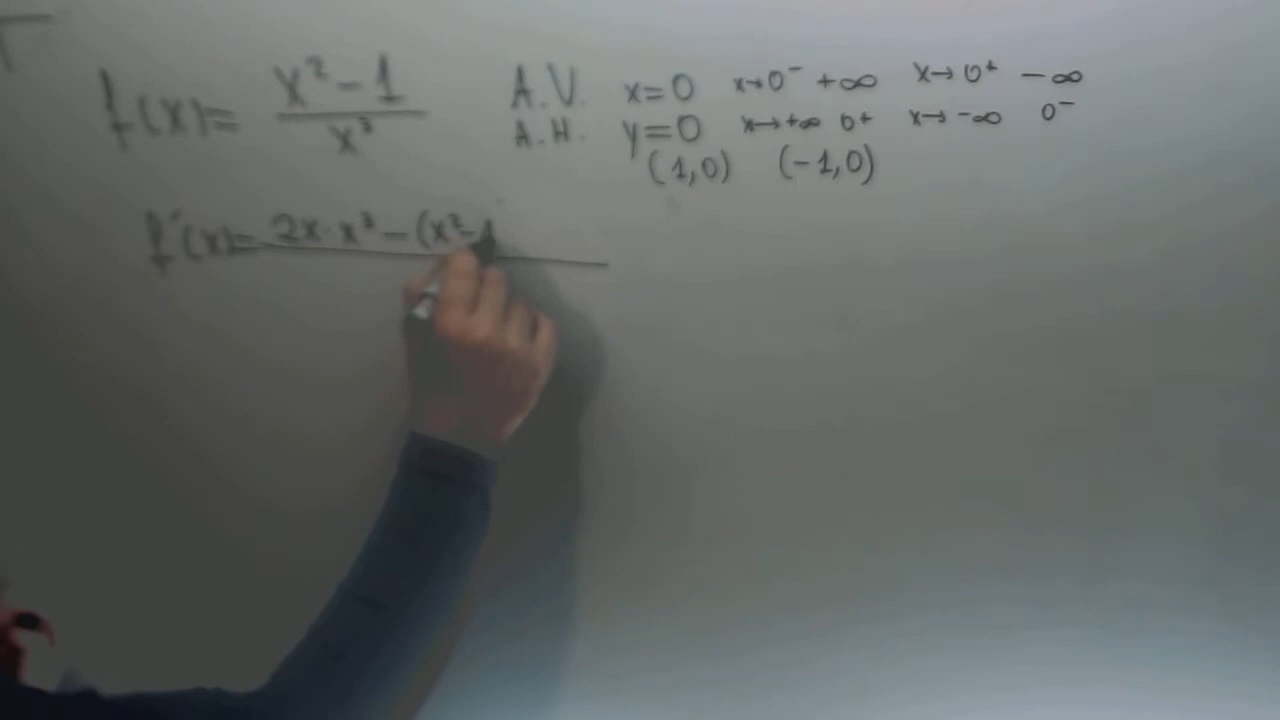 f(x)= x²-1 / x³ A.V. x=0 x→0⁻ +∞ x→0⁺ -∞
A.H. y=0 x→+∞ 0⁺ x→-∞ 0⁻
(1,0) (-1,0)
f'(x)= 2x·x³-(x²-1